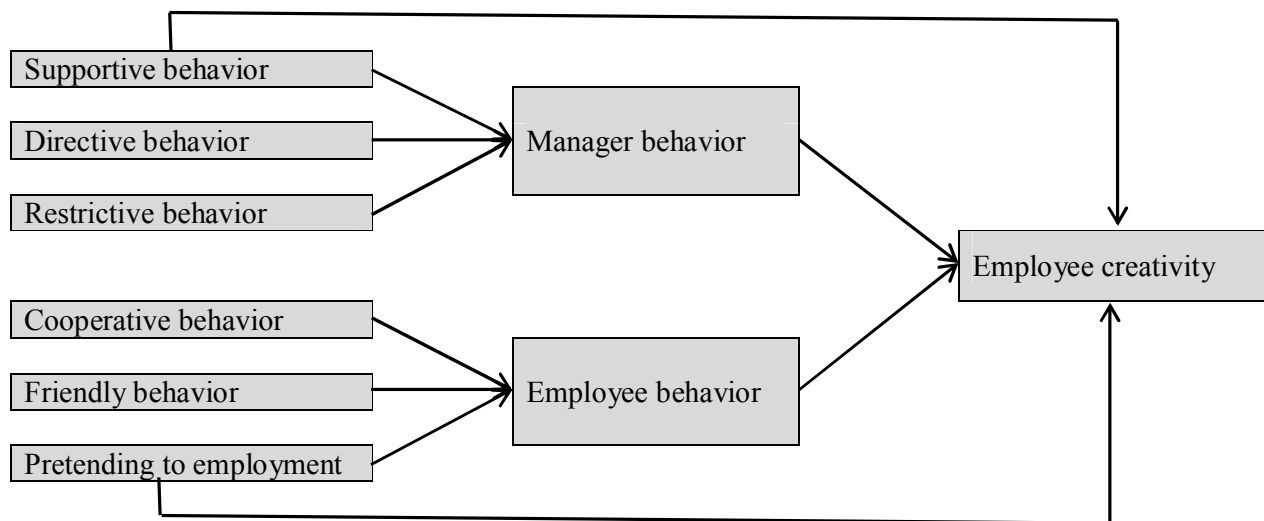 Supportive behavior
Directive behavior
Restrictive behavior
Manager behavior
Employee creativity
Cooperative behavior
Friendly behavior
Pretending to employment
Employee behavior